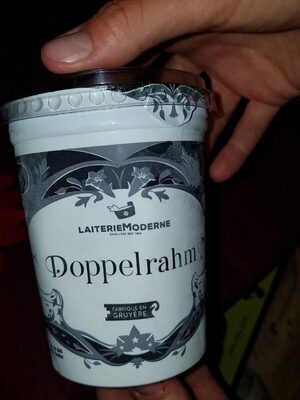 LAITERIEMODERNE
Doppelrahm
FABRIQUÉ EN
GRUYÈRE